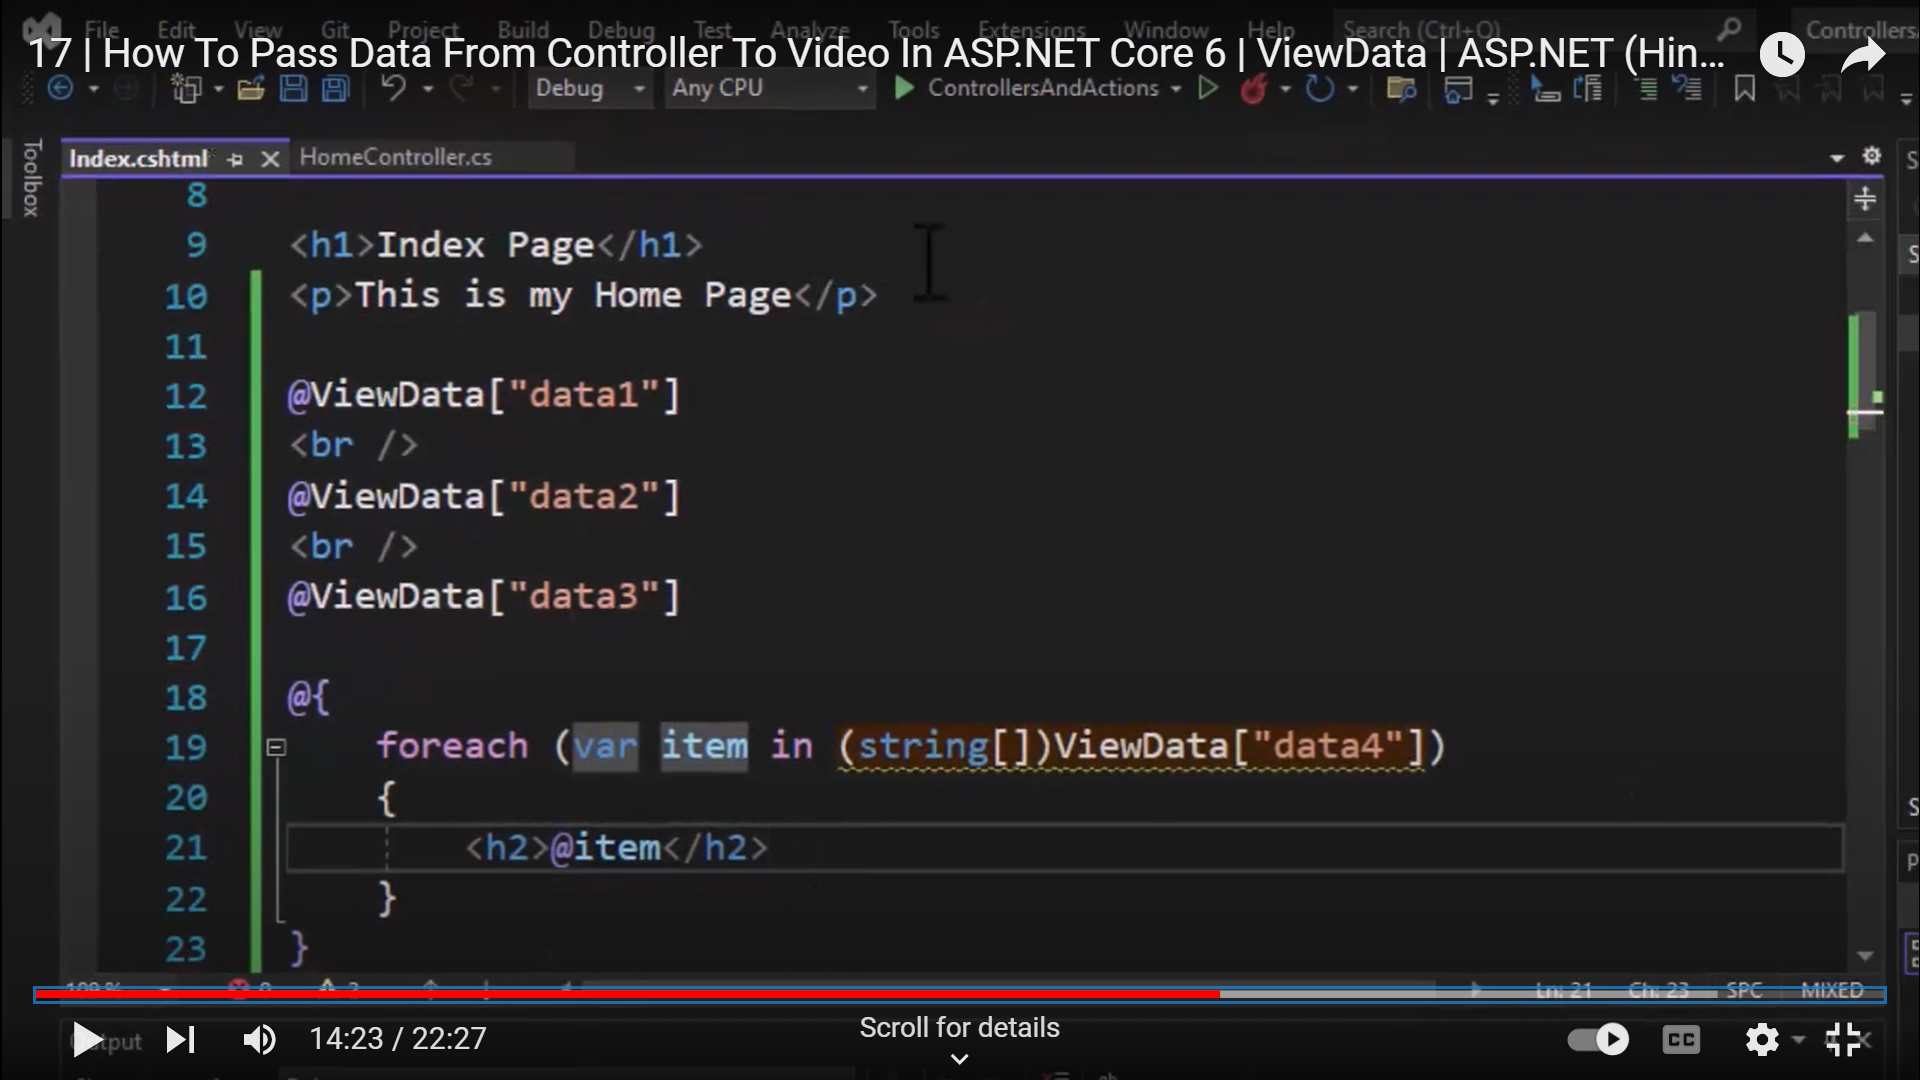 File Edit View Git Project Build Debug Test Analyze Tools Extensions Window Help Search (Ctrl+Q) Controllers
17 | How To Pass Data From Controller To Video In ASP.NET Core 6 | ViewData | ASP.NET (Hin...
Debug Any CPU ControllersAndActions
Toolbox
Index.cshtml HomeController.cs
8
9 <h1>Index Page</h1>
10 <p>This is my Home Page</p>
11
12 @ViewData["data1"]
13 <br />
14 @ViewData["data2"]
15 <br />
16 @ViewData["data3"]
17
18 @{
19 foreach (var item in (string[])ViewData["data4"])
20 {
21 <h2>@item</h2>
22 }
23 }
109 % 0 2 Ln: 21 Ch: 23 SPC MIXED
14:23 / 22:27 Scroll for details CC
Output